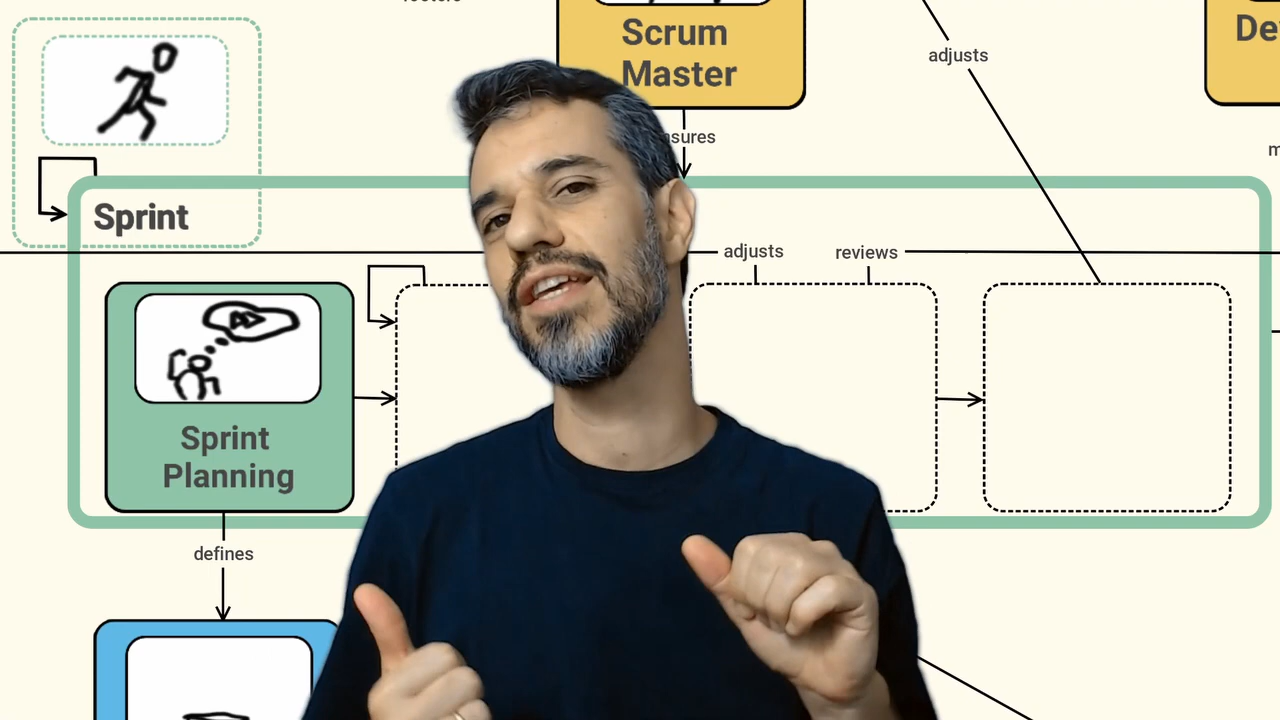 Scrum
Master
adjusts
Sprint
adjusts
reviews
Sprint
Planning
defines